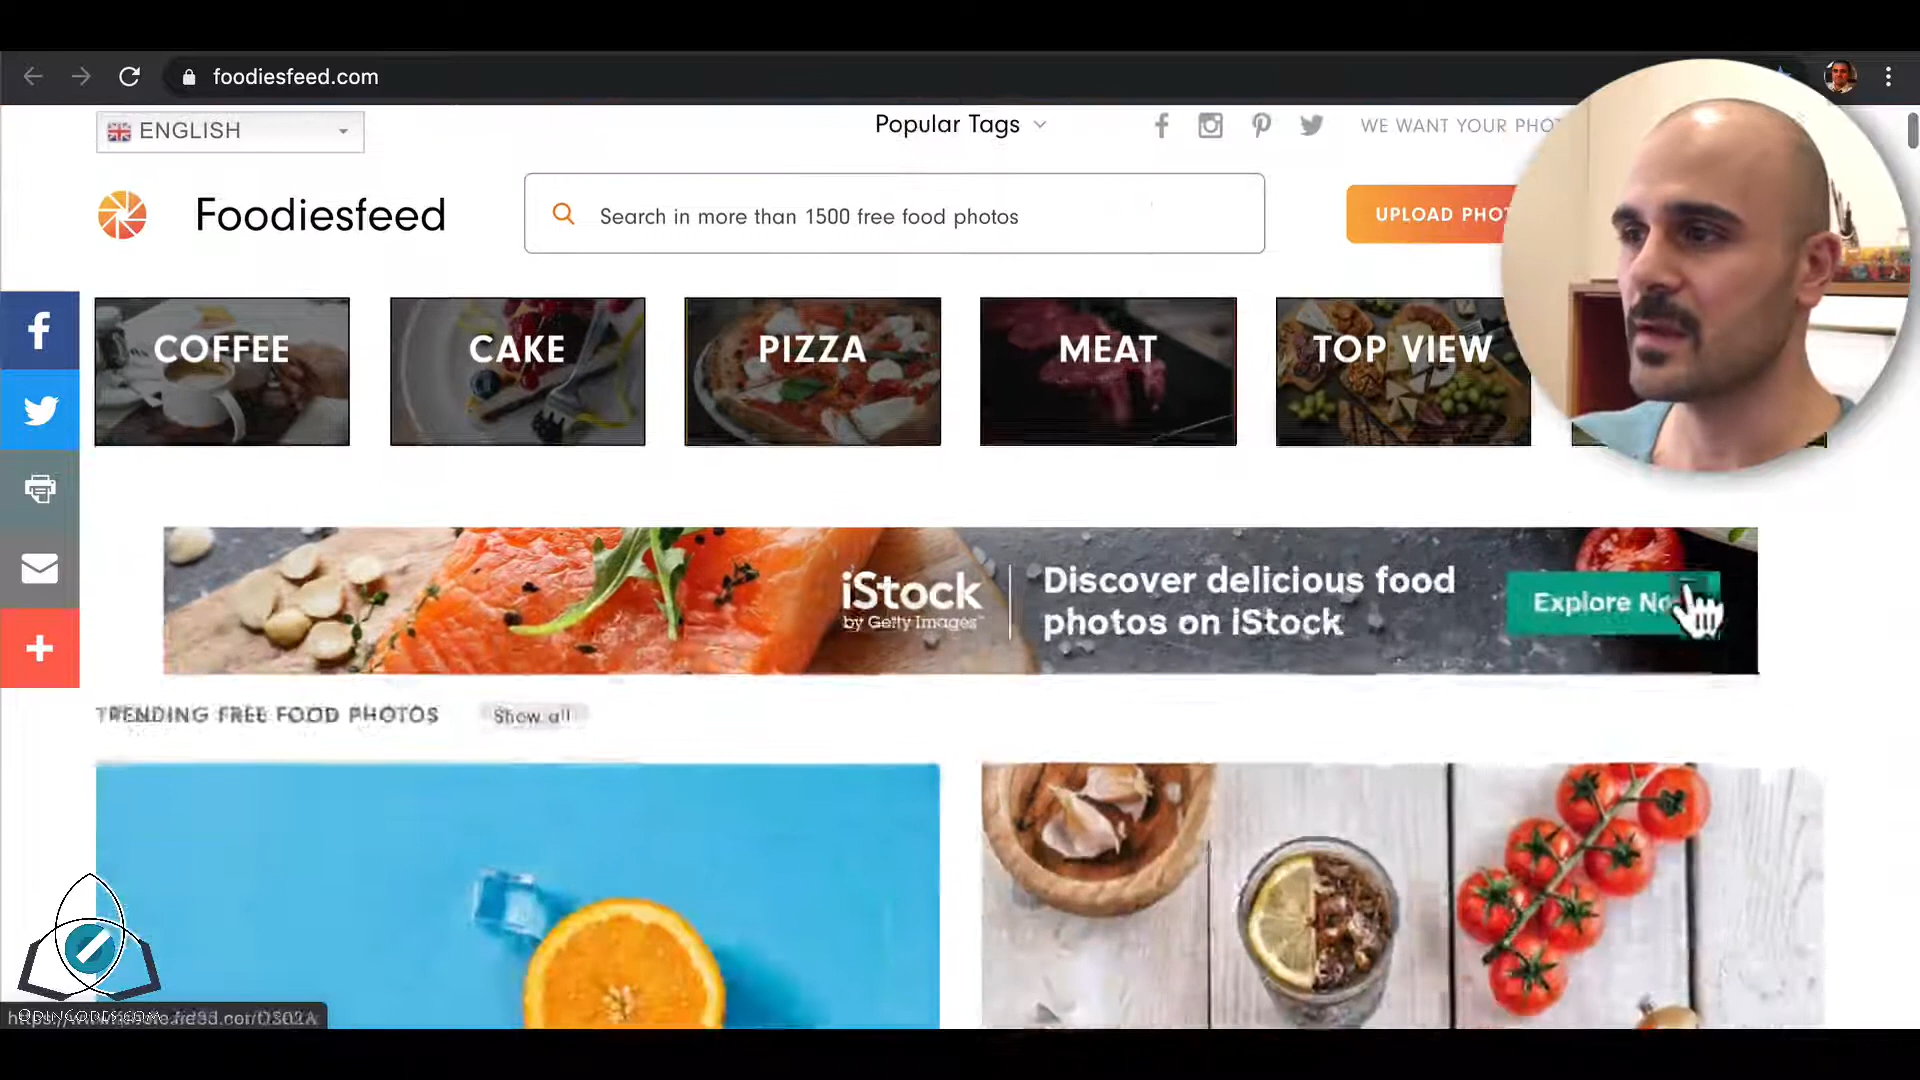 foodiesfeed.com
ENGLISH
Popular Tags
WE WANT YOUR PHO
Foodiesfeed
Search in more than 1500 free food photos
UPLOAD PHOT
COFFEE
CAKE
PIZZA
MEAT
TOP VIEW
iStock
by Getty Images™
Discover delicious food
photos on iStock
Explore No
TRENDING FREE FOOD PHOTOS
Show all